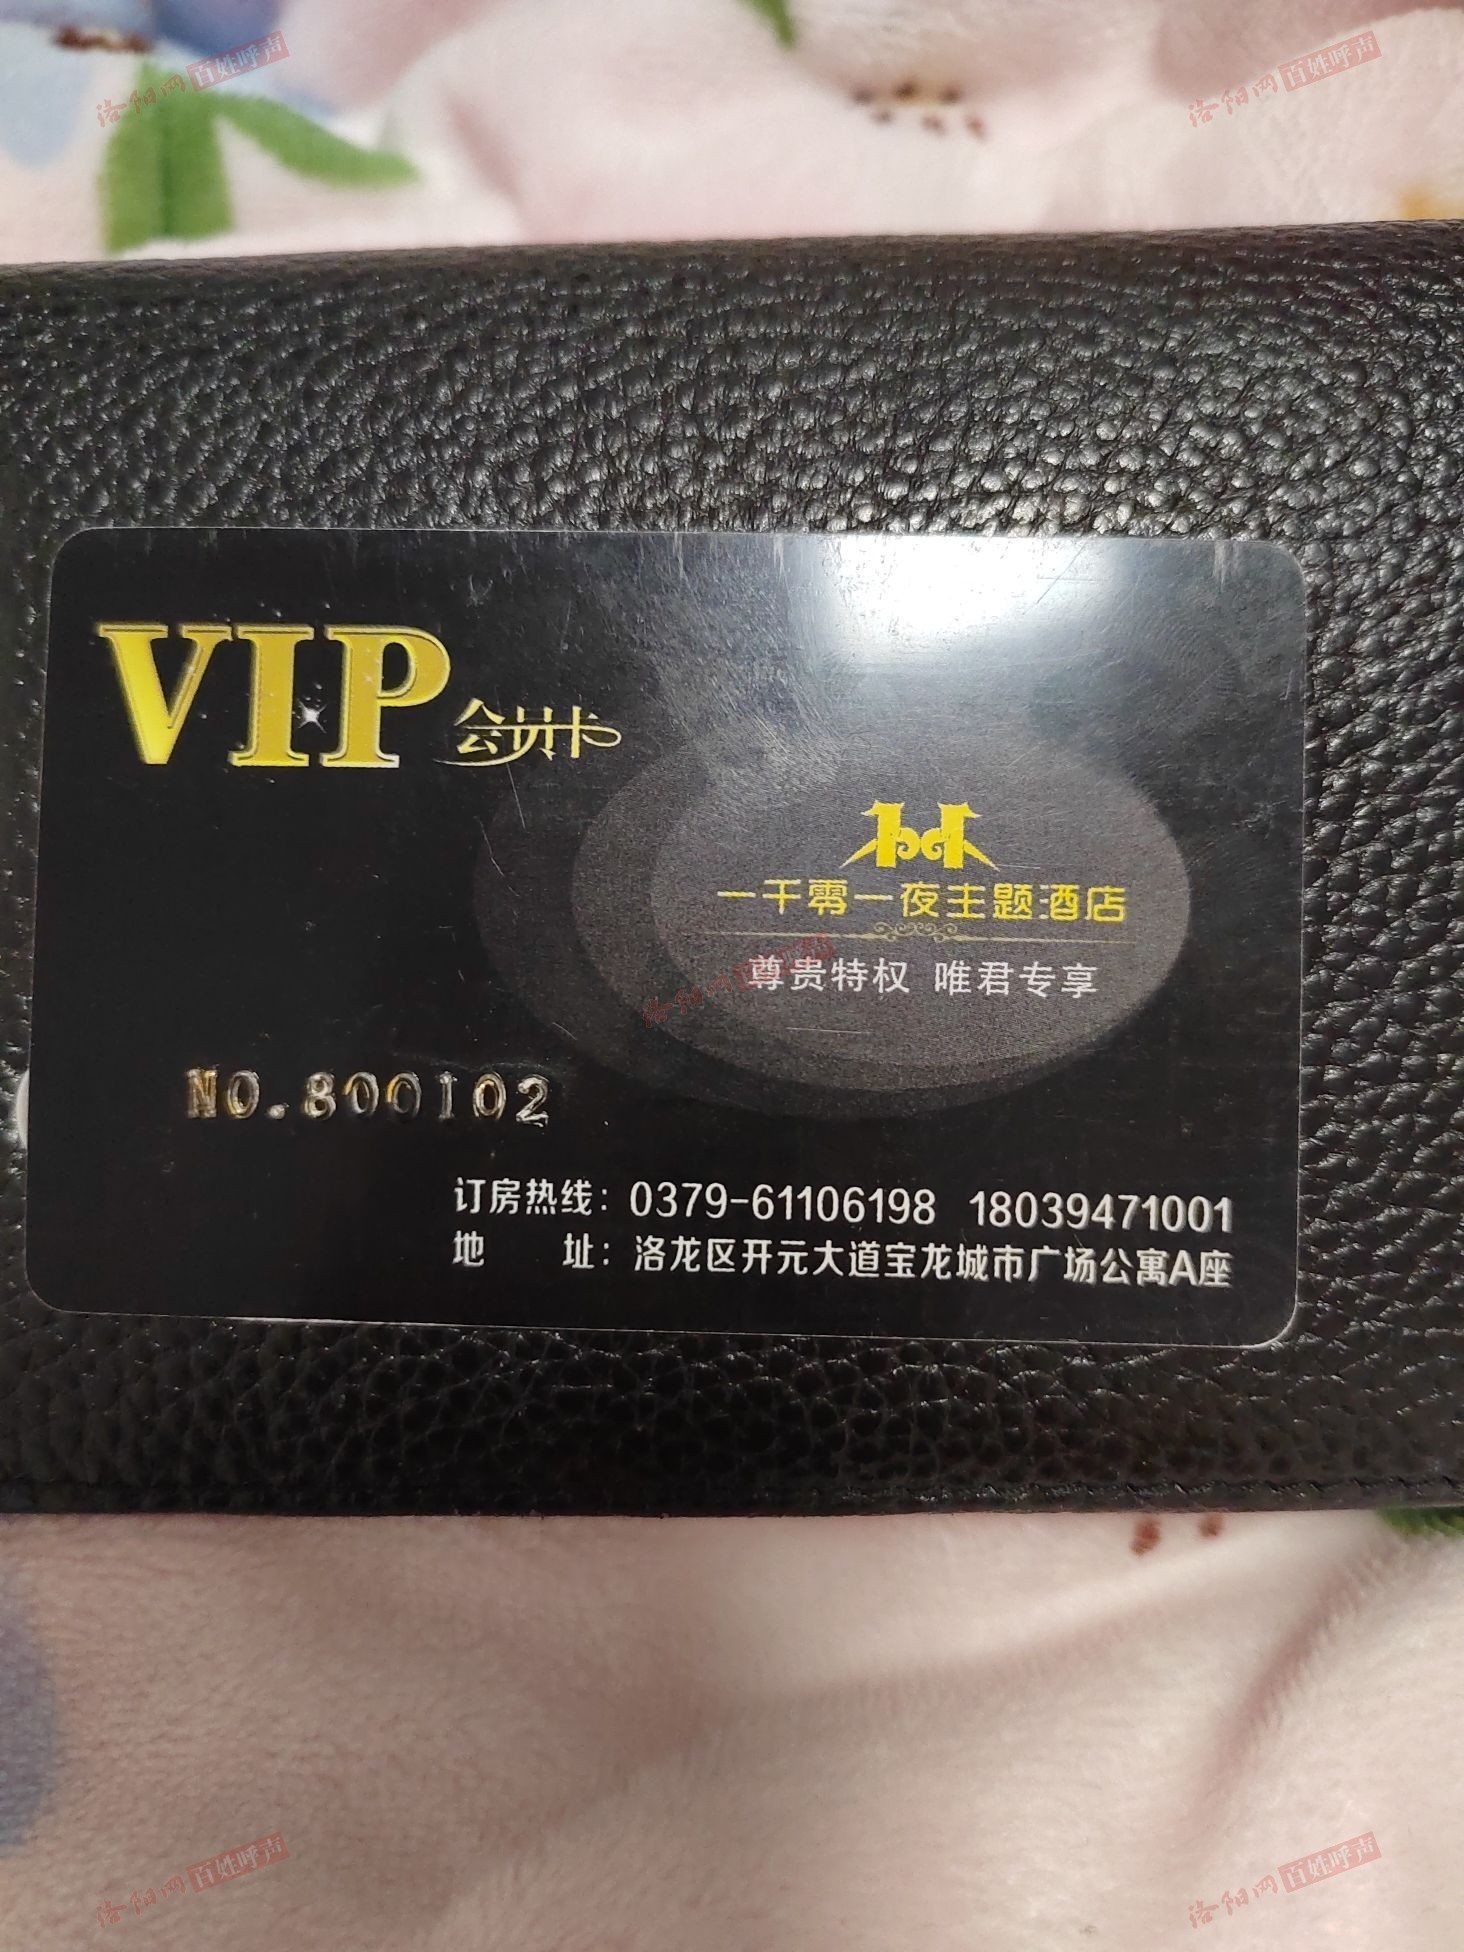 洛阳网 百姓呼声
洛阳网 百姓呼声
VIP 会员卡
一千零一夜主题酒店
尊贵特权 唯君专享
NO.800102
订房热线：0379-61106198 18039471001
地 址：洛龙区开元大道宝龙城市广场公寓A座
洛阳网 百姓呼声
洛阳网 百姓呼声